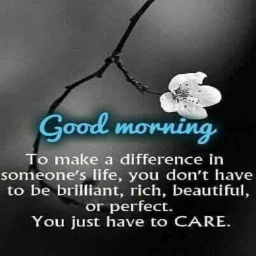 Good morning
To make a difference in
someone's life, you don't have
to be brilliant, rich, beautiful,
or perfect.
You just have to CARE.